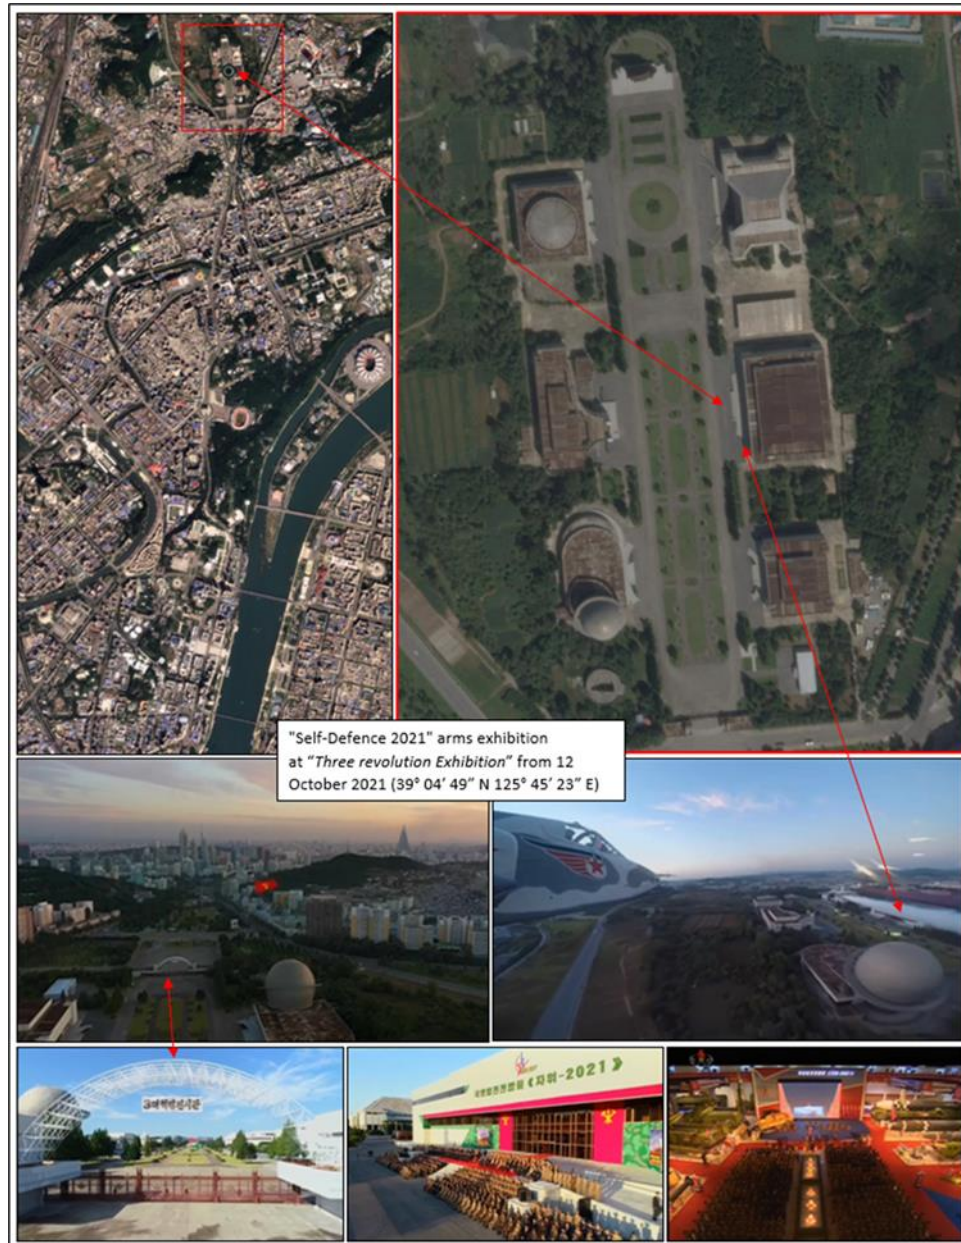 "Self-Defence 2021" arms exhibition
at “Three revolution Exhibition” from 12
October 2021 (39° 04′ 49″ N 125° 45′ 23″ E)
3대혁명전시관
국방발전전람회《자위-2021》